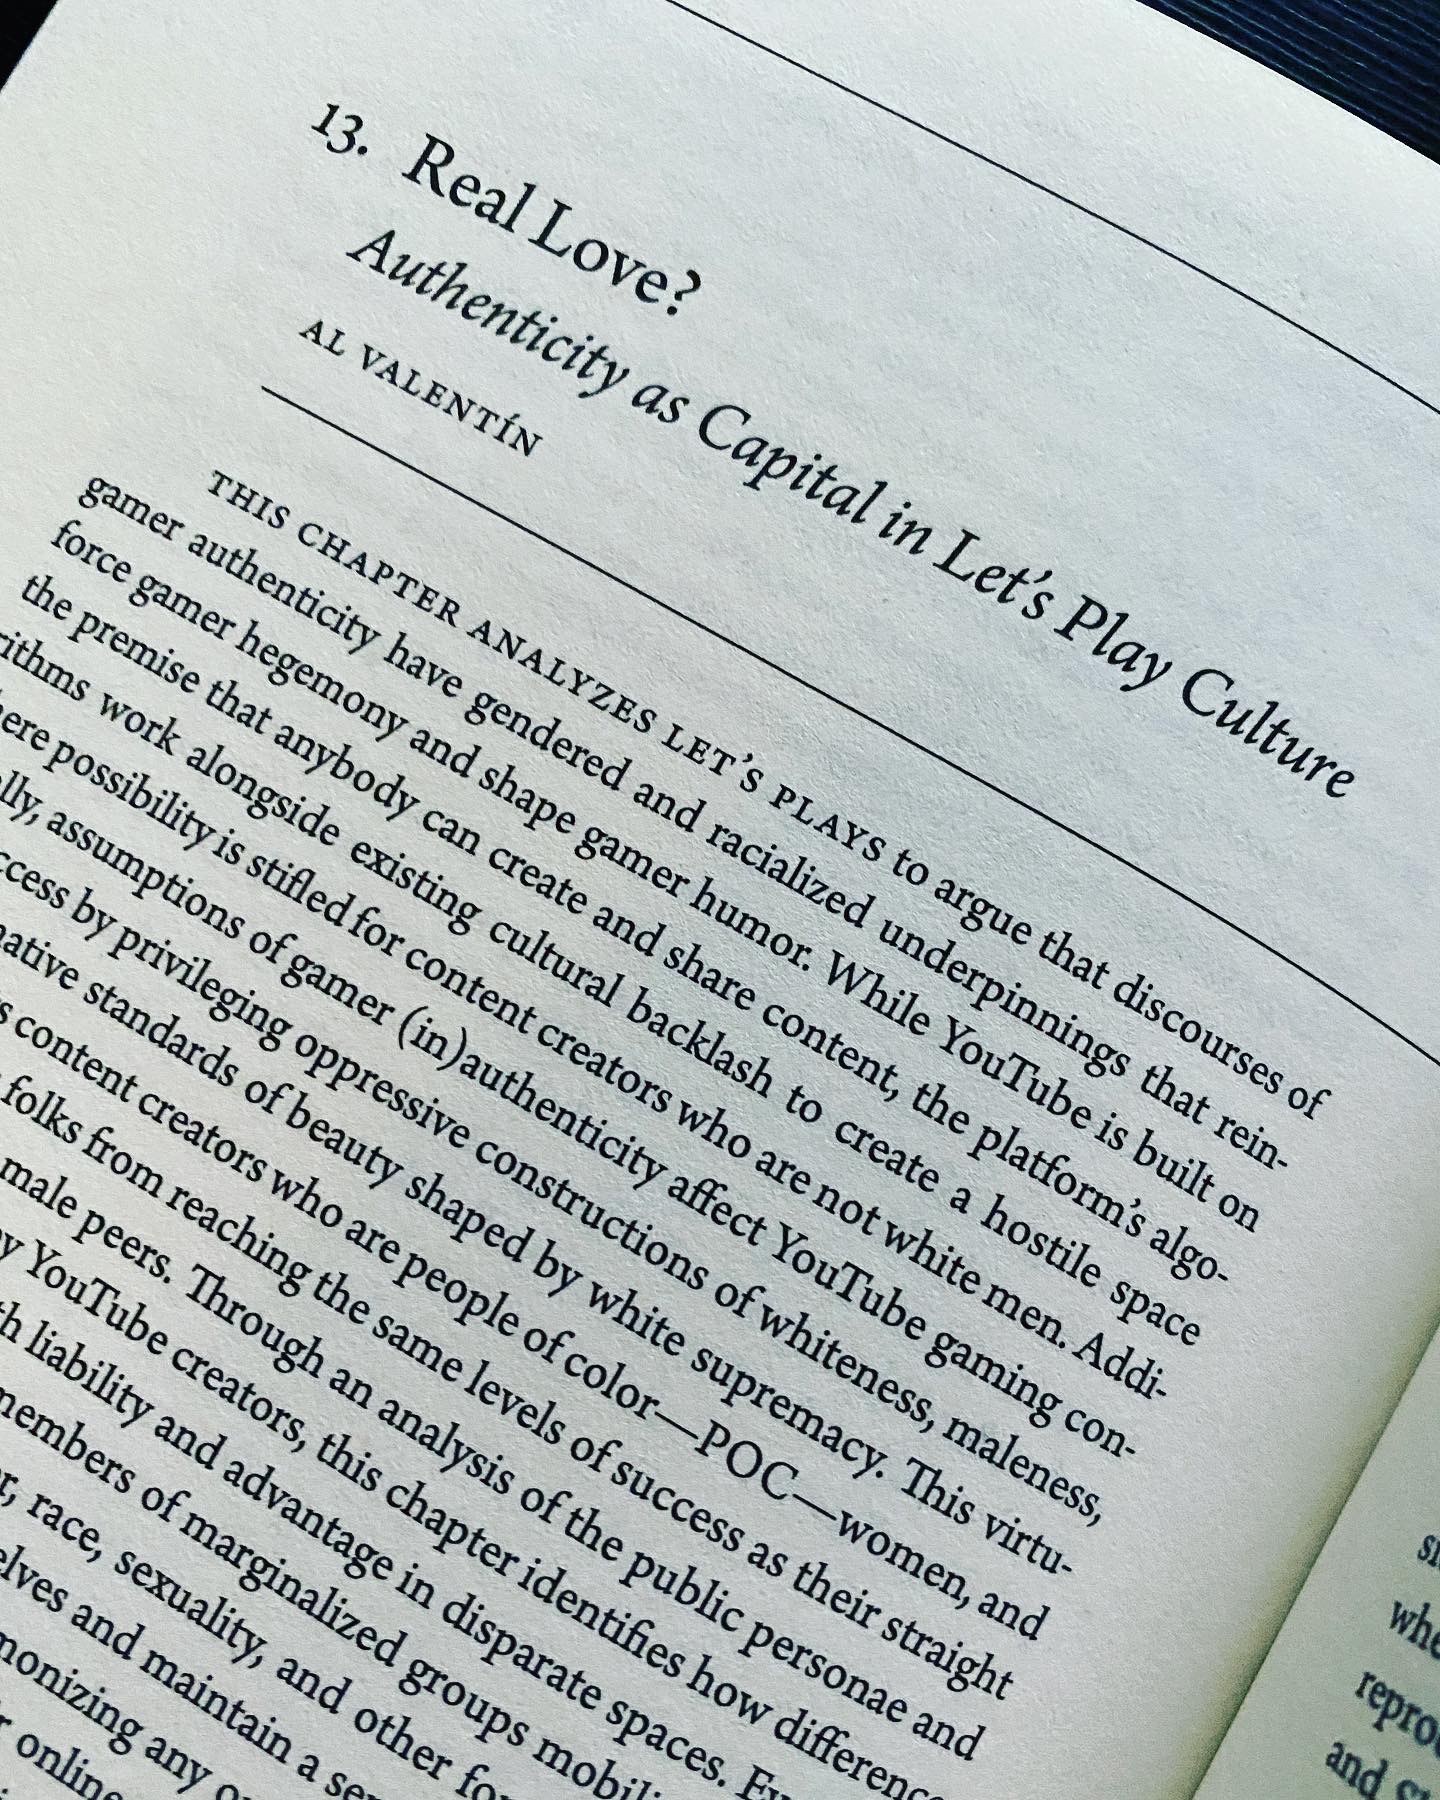 13. Real Love?
Authenticity as Capital in Let's Play Culture
AL VALENTÍN
THIS CHAPTER ANALYZES LET'S PLAYS to argue that discourses of
gamer authenticity have gendered and racialized underpinnings that rein-
force gamer hegemony and shape gamer humor. While YouTube is built on
the premise that anybody can create and share content, the platform's algo-
rithms work alongside existing cultural backlash to create a hostile space
possibility is stifled for content creators who are not white men. Addi-
assumptions of gamer (in)authenticity affect YouTube gaming con-
by privileging oppressive constructions of whiteness, maleness,
standards of beauty shaped by white supremacy. This virtu-
content creators who are people of color—POC—women, and
folks from reaching the same levels of success as their straight
male peers. Through an analysis of the public personae and
YouTube creators, this chapter identifies how difference
liability and advantage in disparate spaces.
members of marginalized groups
race, sexuality, and other
and maintain a
any
online